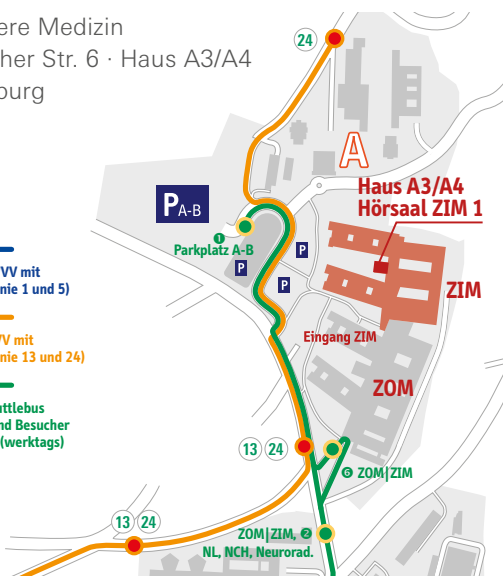 ere Medizin
her Str. 6 · Haus A3/A4
burg
24
A
Haus A3/A4
Hörsaal ZIM 1
P A-B
1
Parkplatz A-B
P
P
P
VV mit
nie 1 und 5)
ZIM
VV mit
nie 13 und 24)
Eingang ZIM
ZOM
uttlebus
nd Besucher
(werktags)
13 24
6 ZOM|ZIM
13 24
ZOM|ZIM, 2
NL, NCH, Neurorad.